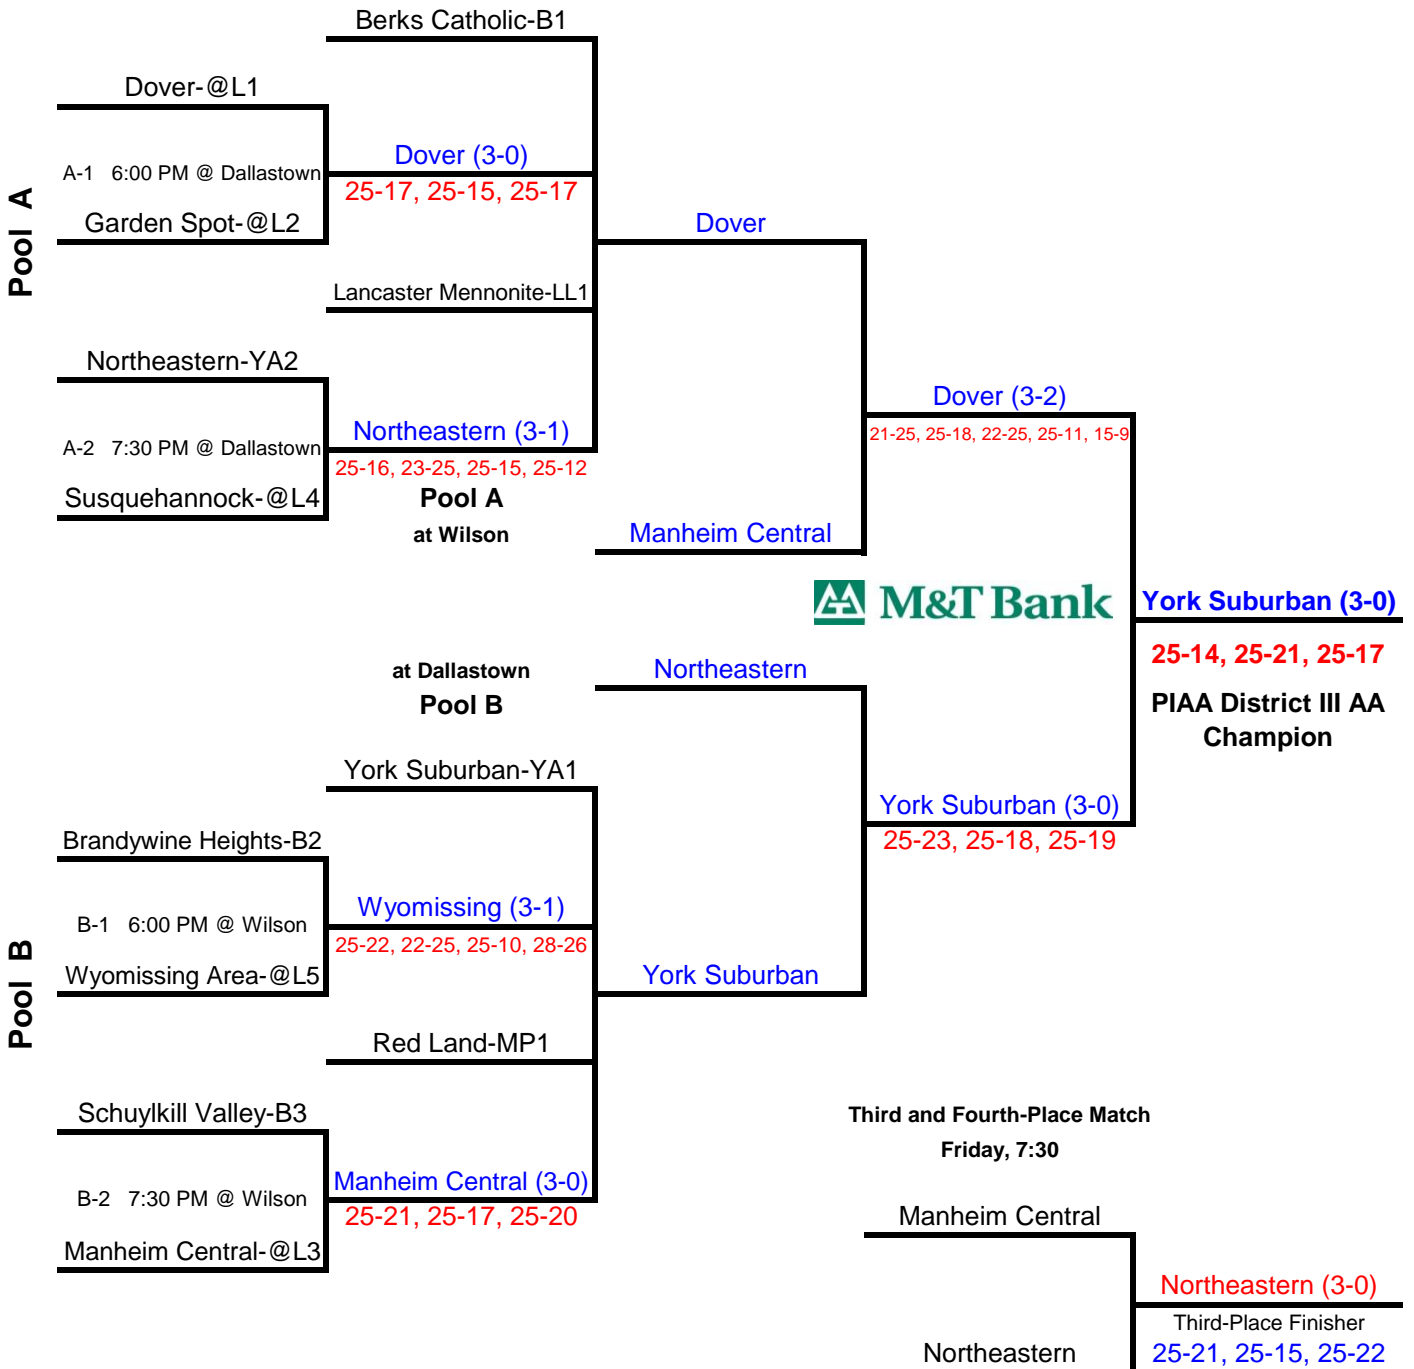 Berks Catholic-B1
Dover-@L1
A-1 6:00 PM @ Dallastown
Dover (3-0)
25-17, 25-15, 25-17
Garden Spot-@L2
Pool A
Dover
Lancaster Mennonite-LL1
Northeastern-YA2
A-2 7:30 PM @ Dallastown
Northeastern (3-1)
25-16, 23-25, 25-15, 25-12
Susquehannock-@L4
Pool A
at Wilson
Manheim Central
Dover (3-2)
21-25, 25-18, 22-25, 25-11, 15-9
M&T Bank
York Suburban (3-0)
25-14, 25-21, 25-17
PIAA District III AA
Champion
at Dallastown
Pool B
Northeastern
York Suburban-YA1
York Suburban (3-0)
25-23, 25-18, 25-19
Brandywine Heights-B2
B-1 6:00 PM @ Wilson
Wyomissing (3-1)
25-22, 22-25, 25-10, 28-26
Wyomissing Area-@L5
Pool B
York Suburban
Red Land-MP1
Schuylkill Valley-B3
B-2 7:30 PM @ Wilson
Manheim Central (3-0)
25-21, 25-17, 25-20
Manheim Central-@L3
Third and Fourth-Place Match
Friday, 7:30
Manheim Central
Northeastern (3-0)
Third-Place Finisher
25-21, 25-15, 25-22
Northeastern